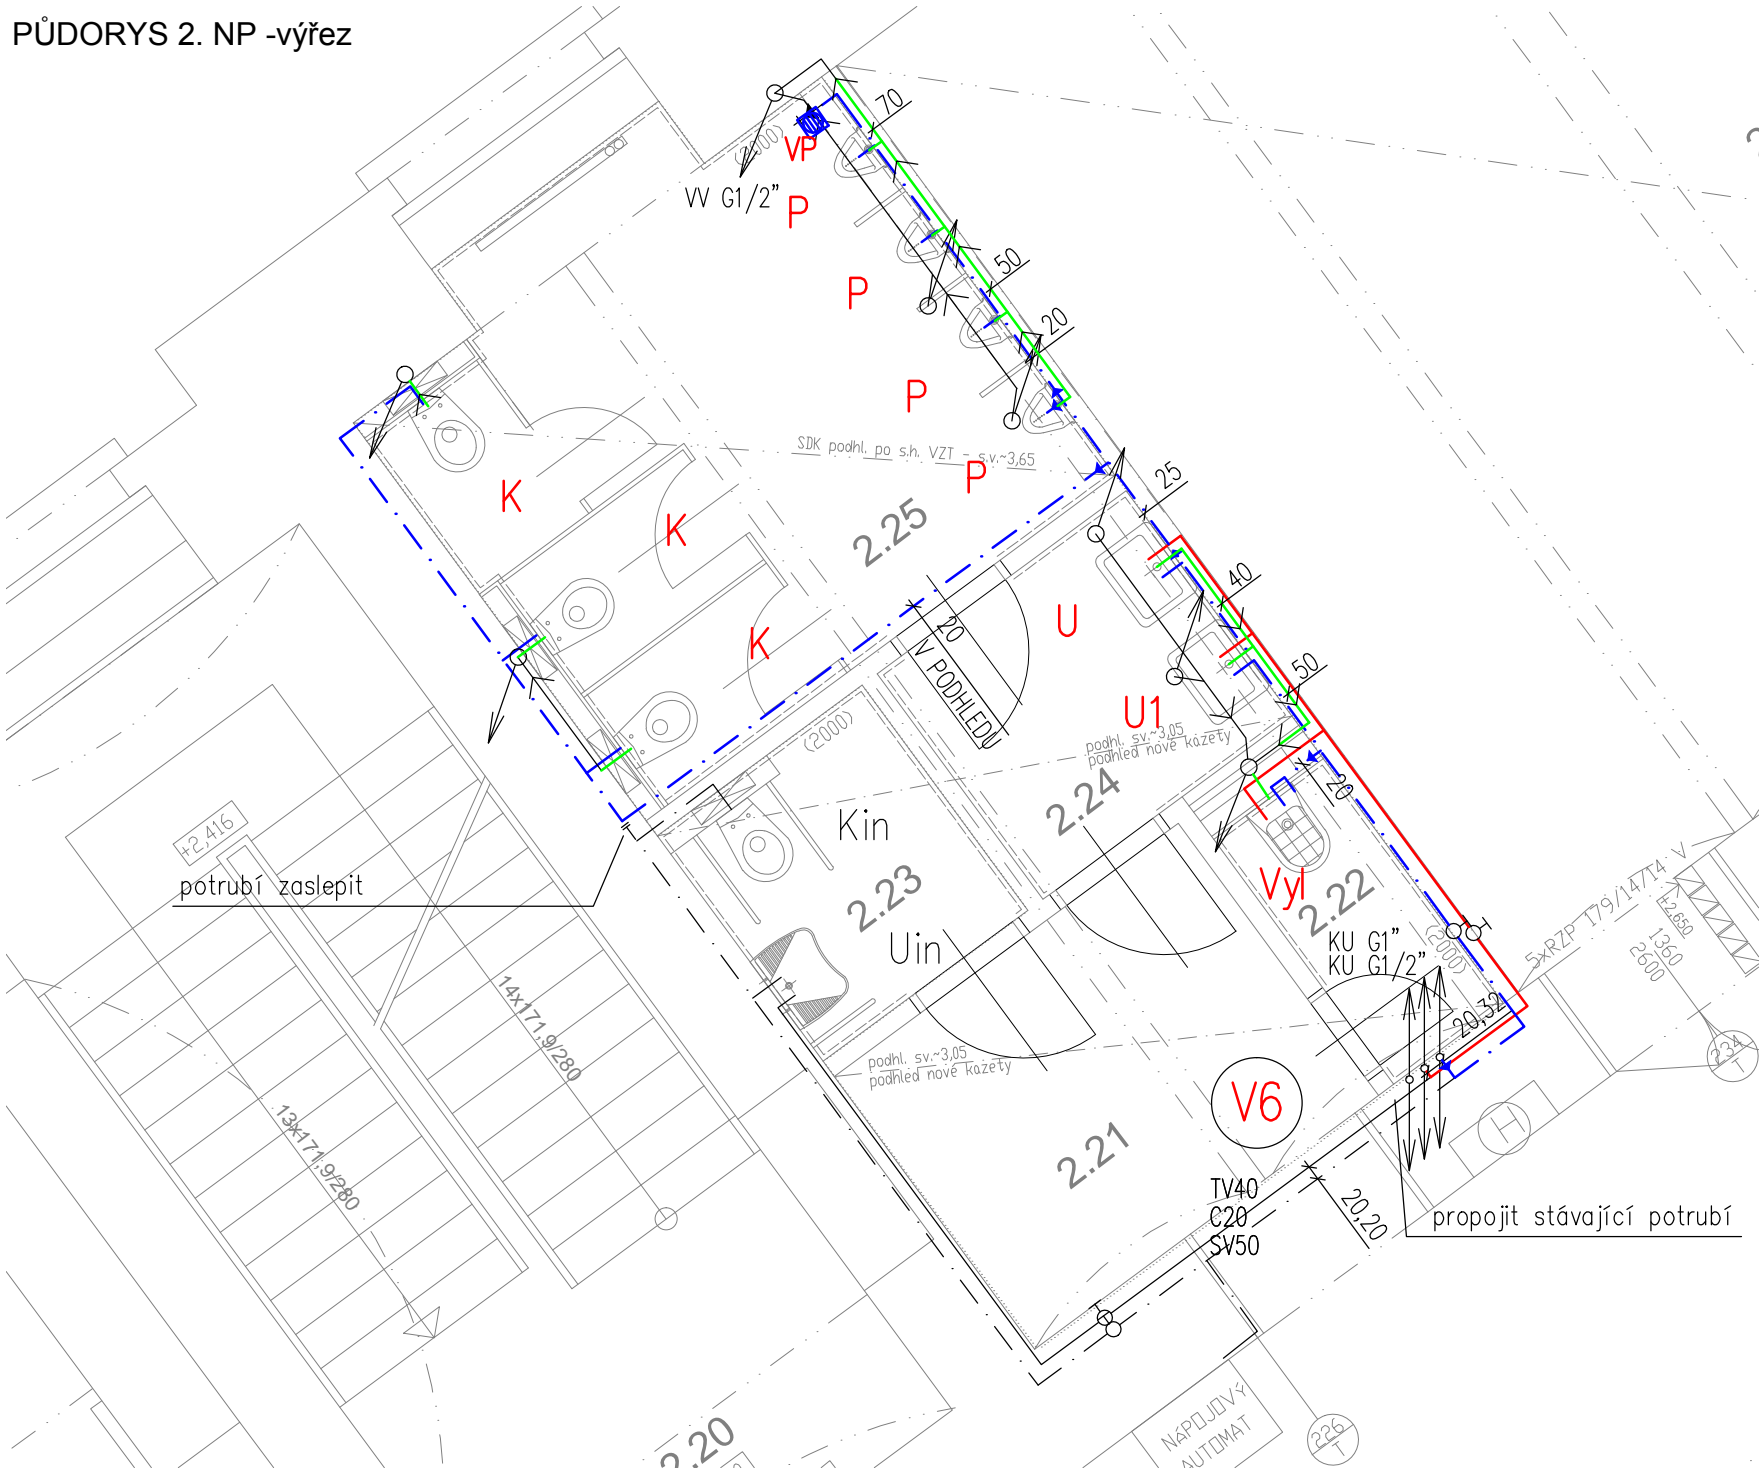 PŮDORYS 2. NP -výřez
70
(2000)
VP
VV G1/2"
P
50
P
20
P
SDK podhl. po s.h. VZT - s.v.~3,65
P
25
K
K
2.25
40
U
K
20
V PODHLEDU
50
U1
(2000)
podhl. sv.~3,05
podhled nové kazety
20
2.24
Kin
+2,416
potrubí zaslepit
2.23
Vyl
2.22
5xRZP 179/14/14 V
+2,650
1360
2600
Uin
KU G1"
KU G1/2"
(2000)
14x171,9/280
20,32
podhl. sv.~3,05
podhled nové kazety
234
T
V6
H
13x171,9/280
2.21
TV40
C20
SV50
20,20
propojit stávající potrubí
2.20
NÁPOJOVÝ
AUTOMAT
226
T